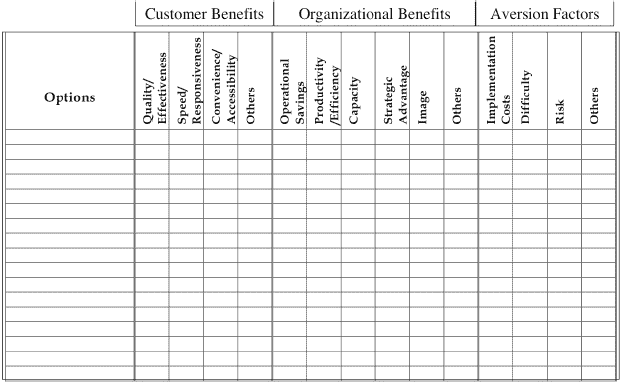 Customer Benefits
Organizational Benefits
Aversion Factors
Options
Quality/
Effectiveness
Speed/
Responsiveness
Convenience/
Accessibility
Others
Operational
Savings
Productivity
/Efficiency
Capacity
Strategic
Advantage
Image
Others
Implementation
Costs
Difficulty
Risk
Others